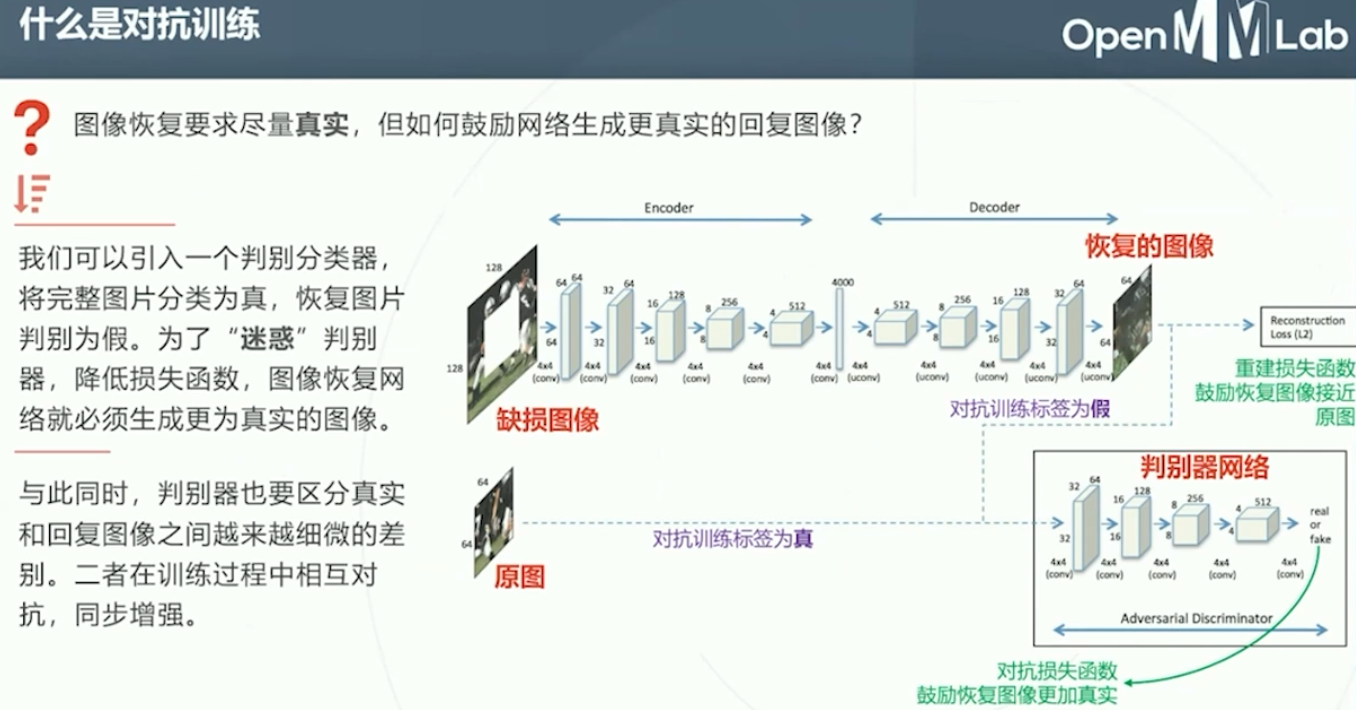 什么是对抗训练
OpenMMLab
?
图像恢复要求尽量真实，但如何鼓励网络生成更真实的回复图像？
我们可以引入一个判别分类器，
将完整图片分类为真，恢复图片
判别为假。为了“迷惑”判别
器，降低损失函数，图像恢复网
络就必须生成更为真实的图像。
与此同时，判别器也要区分真实
和回复图像之间越来越细微的差
别。二者在训练过程中相互对
抗，同步增强。
Encoder
Decoder
恢复的图像
128
128
缺损图像
64 64
64
4x4
(conv)
32 64
32
4x4
(conv)
16 128
16
4x4
(conv)
8 256
8
4x4
(conv)
4 512
4
4x4
(conv)
4000
4x4
(conv)
4 512
4
4x4
(uconv)
8 256
8
4x4
(uconv)
16 128
16
4x4
(uconv)
32 64
32
4x4
(uconv)
64
64
4x4
(uconv)
Reconstruction
Loss (L2)
重建损失函数
鼓励恢复图像接近
原图
对抗训练标签为假
64
64
原图
对抗训练标签为真
判别器网络
32 64
32
4x4
(conv)
16 128
16
4x4
(conv)
8 256
8
4x4
(conv)
4 512
4
4x4
(conv)
real
or
fake
4x4
(conv)
Adversarial Discriminator
对抗损失函数
鼓励恢复图像更加真实